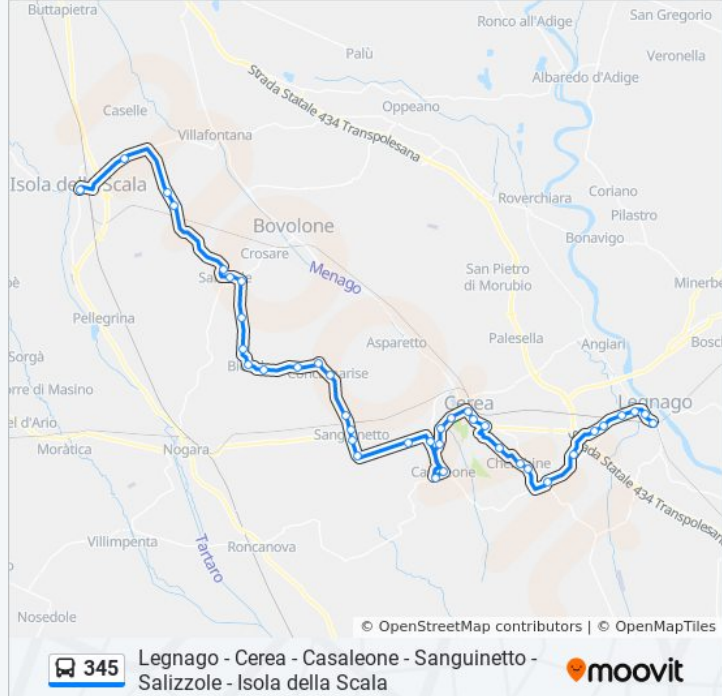 Buttapietra
San Gregorio
Ronco all'Adige
Palù
Veronella
Albaredo d'Adige
Strada Statale 434 Transpolesana
Caselle
Oppeano
Villafontana
Isola della Scala
Coriano
Roverchiara
Pilastro
Bovolone
Bonavigo
Crosare
Menago
San Pietro
di Morubio
Minerbe
Pellegrina
Asparetto
Palesella
Angiari
Sorgà
Cerea
Legnago
Sanguinetto
Moratica
Nogara
Strada Statale 434 Transpolesana
Casaleone
Villimpenta
Roncanova
Tartaro
Nosedole
© OpenStreetMap contributors | © OpenMapTiles
345
Legnago - Cerea - Casaleone - Sanguinetto -
Salizzole - Isola della Scala
moovit